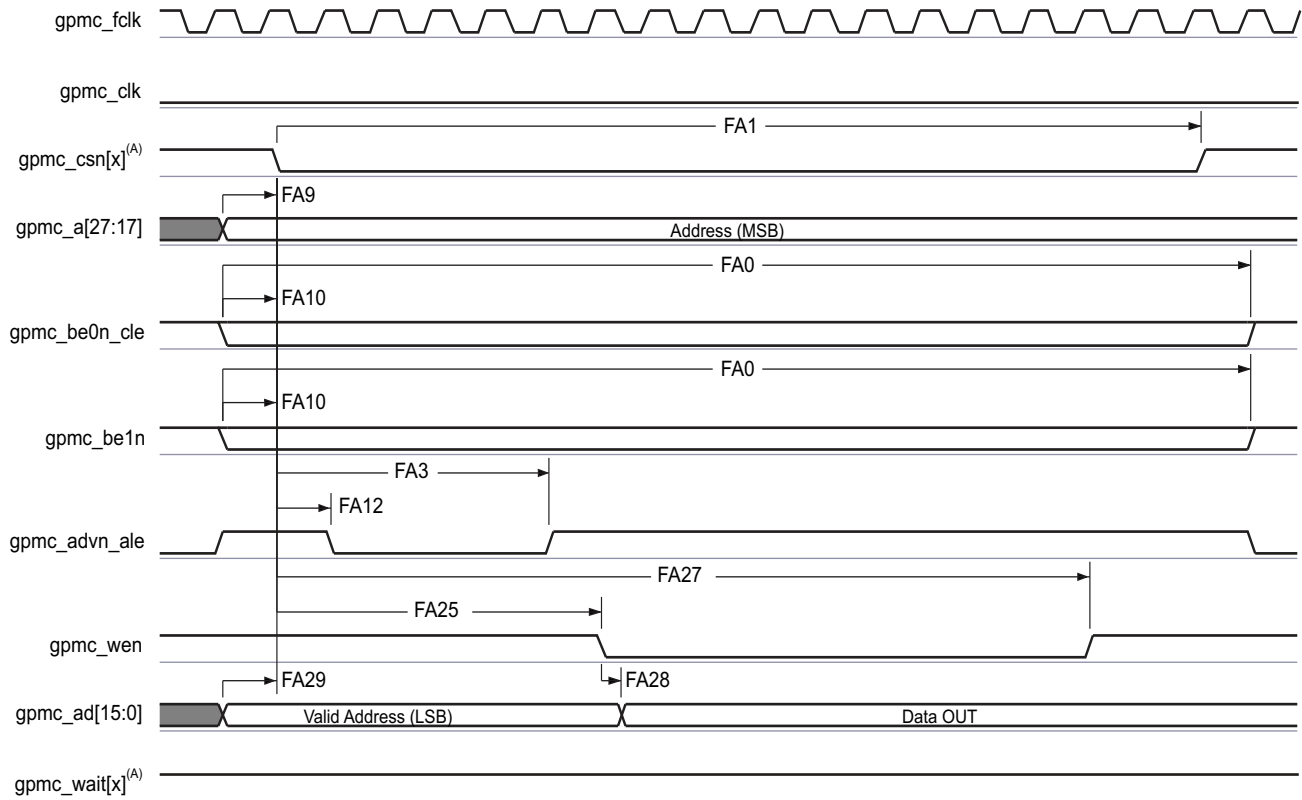 gpmc_fclk
gpmc_clk
FA1
gpmc_csn[x](A)
FA9
gpmc_a[27:17]
Address (MSB)
FA0
FA10
gpmc_be0n_cle
FA0
FA10
gpmc_be1n
FA3
FA12
gpmc_advn_ale
FA27
FA25
gpmc_wen
FA29
FA28
gpmc_ad[15:0]
Valid Address (LSB)
Data OUT
gpmc_wait[x](A)